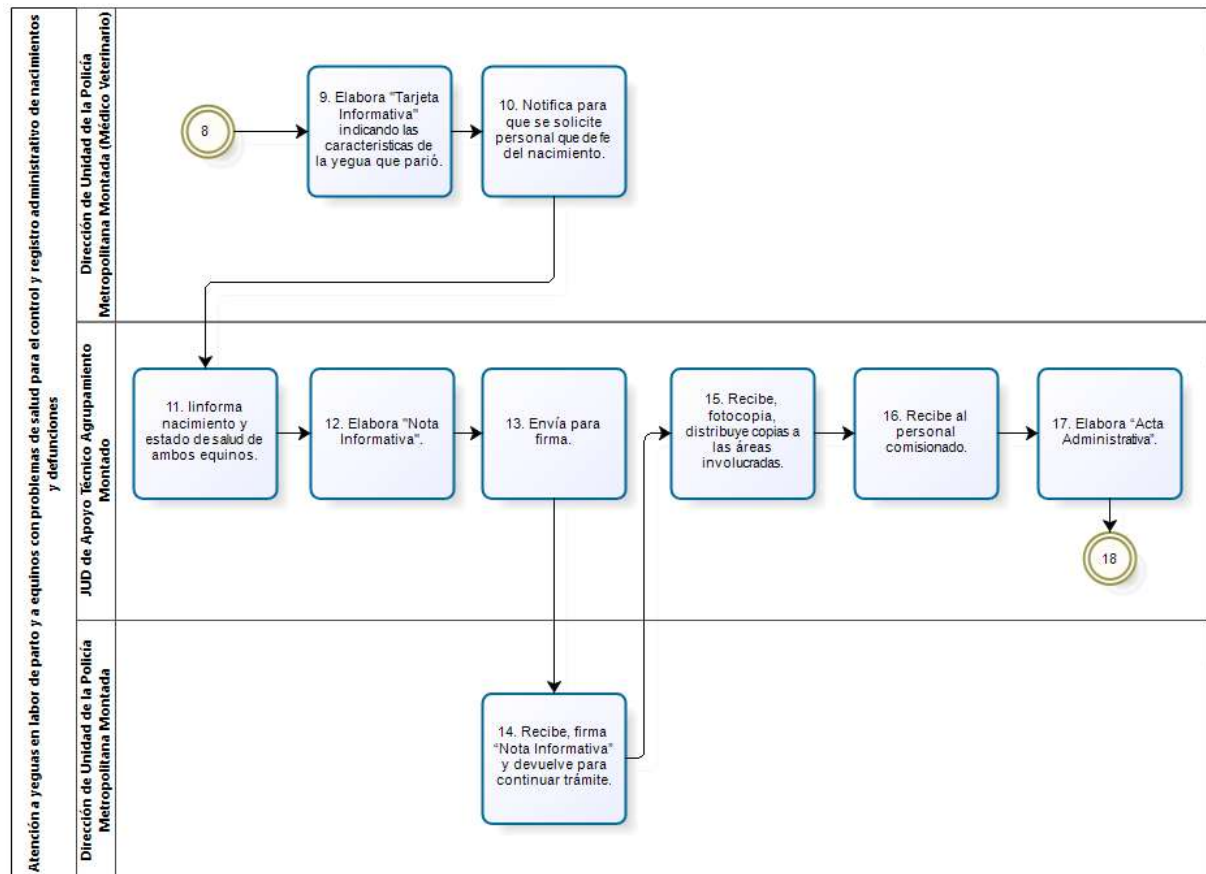 Atención a yeguas en labor de parto y a equinos con problemas de salud para el control y registro administrativo de nacimientos
y defunciones
Dirección de Unidad de la Policía
Metropolitana Montada (Médico Veterinario)
8
9. Elabora "Tarjeta
Informativa"
indicando las
características de
la yegua que parió.
10. Notifica para
que se solicite
personal que de fe
del nacimiento.
JUD de Apoyo Técnico Agrupamiento
Montado
11. Iinforma
nacimiento y
estado de salud de
ambos equinos.
12. Elabora "Nota
Informativa".
13. Envía para
firma.
15. Recibe,
fotocopia,
distribuye copias a
las áreas
involucradas.
16. Recibe al
personal
comisionado.
17. Elabora “Acta
Administrativa”.
18
Dirección de Unidad de la Policía
Metropolitana Montada
14. Recibe, firma
“Nota Informativa”
y devuelve para
continuar trámite.